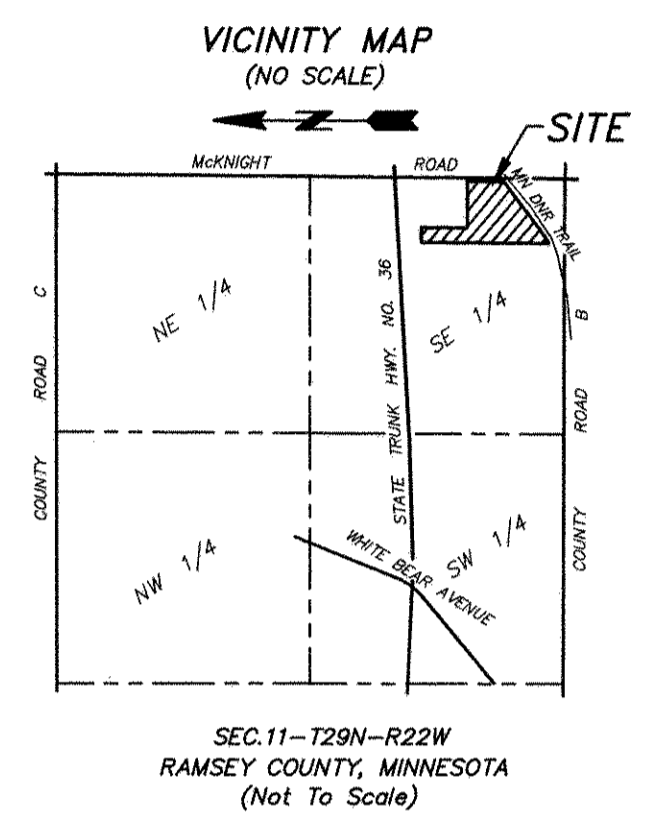 VICINITY MAP
(NO SCALE)
N
SITE
McKNIGHT ROAD
MN DNR TRAIL
NE 1/4
SE 1/4
COUNTY ROAD C
STATE TRUNK HWY. NO. 36
COUNTY ROAD B
NW 1/4
SW 1/4
WHITE BEAR AVENUE
SEC.11-T29N-R22W
RAMSEY COUNTY, MINNESOTA
(Not To Scale)